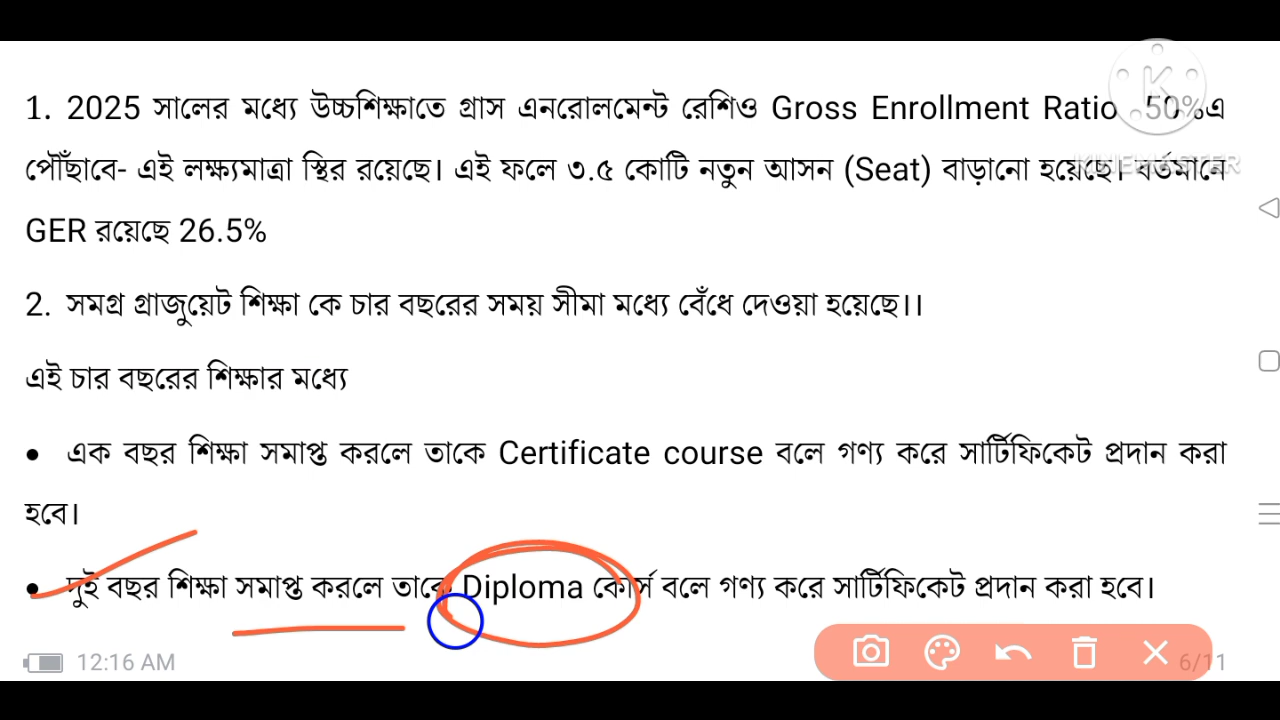 1. 2025 সালের মধ্যে উচ্চশিক্ষাতে গ্রাস এনরোলমেন্ট রেশিও Gross Enrollment Ratio 50%এ
পৌঁছাবে- এই লক্ষ্যমাত্রা স্থির রয়েছে। এই ফলে ৩.৫ কোটি নতুন আসন (Seat) বাড়ানো হয়েছে। বর্তমানে
KINEMASTER
GER রয়েছে 26.5%
2. সমগ্র গ্রাজুয়েট শিক্ষা কে চার বছরের সময় সীমা মধ্যে বেঁধে দেওয়া হয়েছে।।
এই চার বছরের শিক্ষার মধ্যে
• এক বছর শিক্ষা সমাপ্ত করলে তাকে Certificate course বলে গণ্য করে সার্টিফিকেট প্রদান করা
হবে।
• দুই বছর শিক্ষা সমাপ্ত করলে তাকে Diploma কোর্স বলে গণ্য করে সার্টিফিকেট প্রদান করা হবে।
12:16 AM 6/11